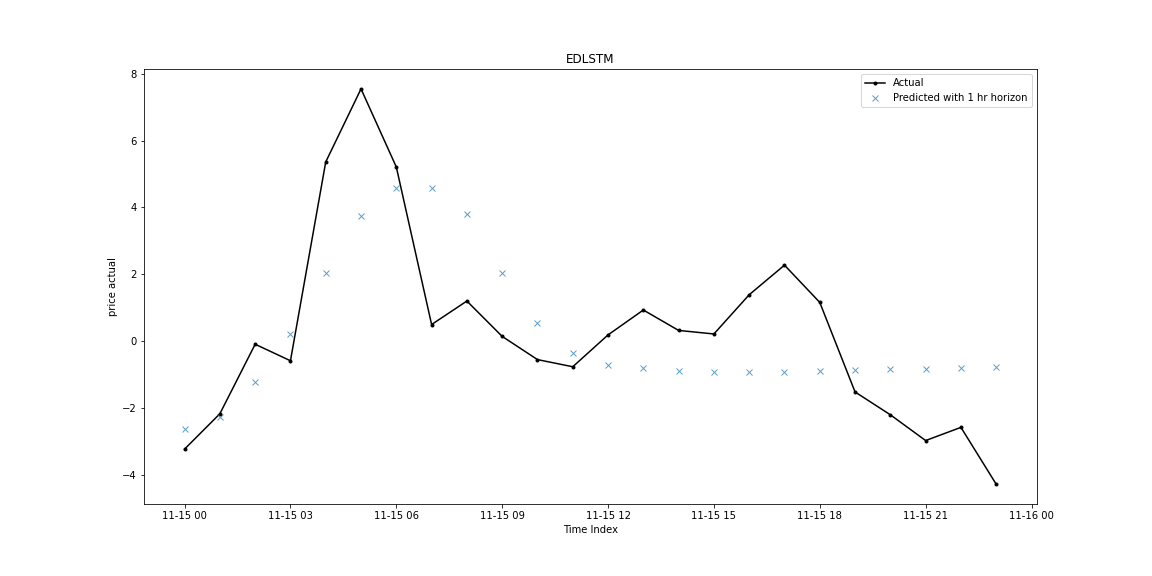 EDLSTM
Actual
Predicted with 1 hr horizon
8
6
4
2
0
−2
−4
price actual
11-15 00 11-15 03 11-15 06 11-15 09 11-15 12 11-15 15 11-15 18 11-15 21 11-16 00
Time Index